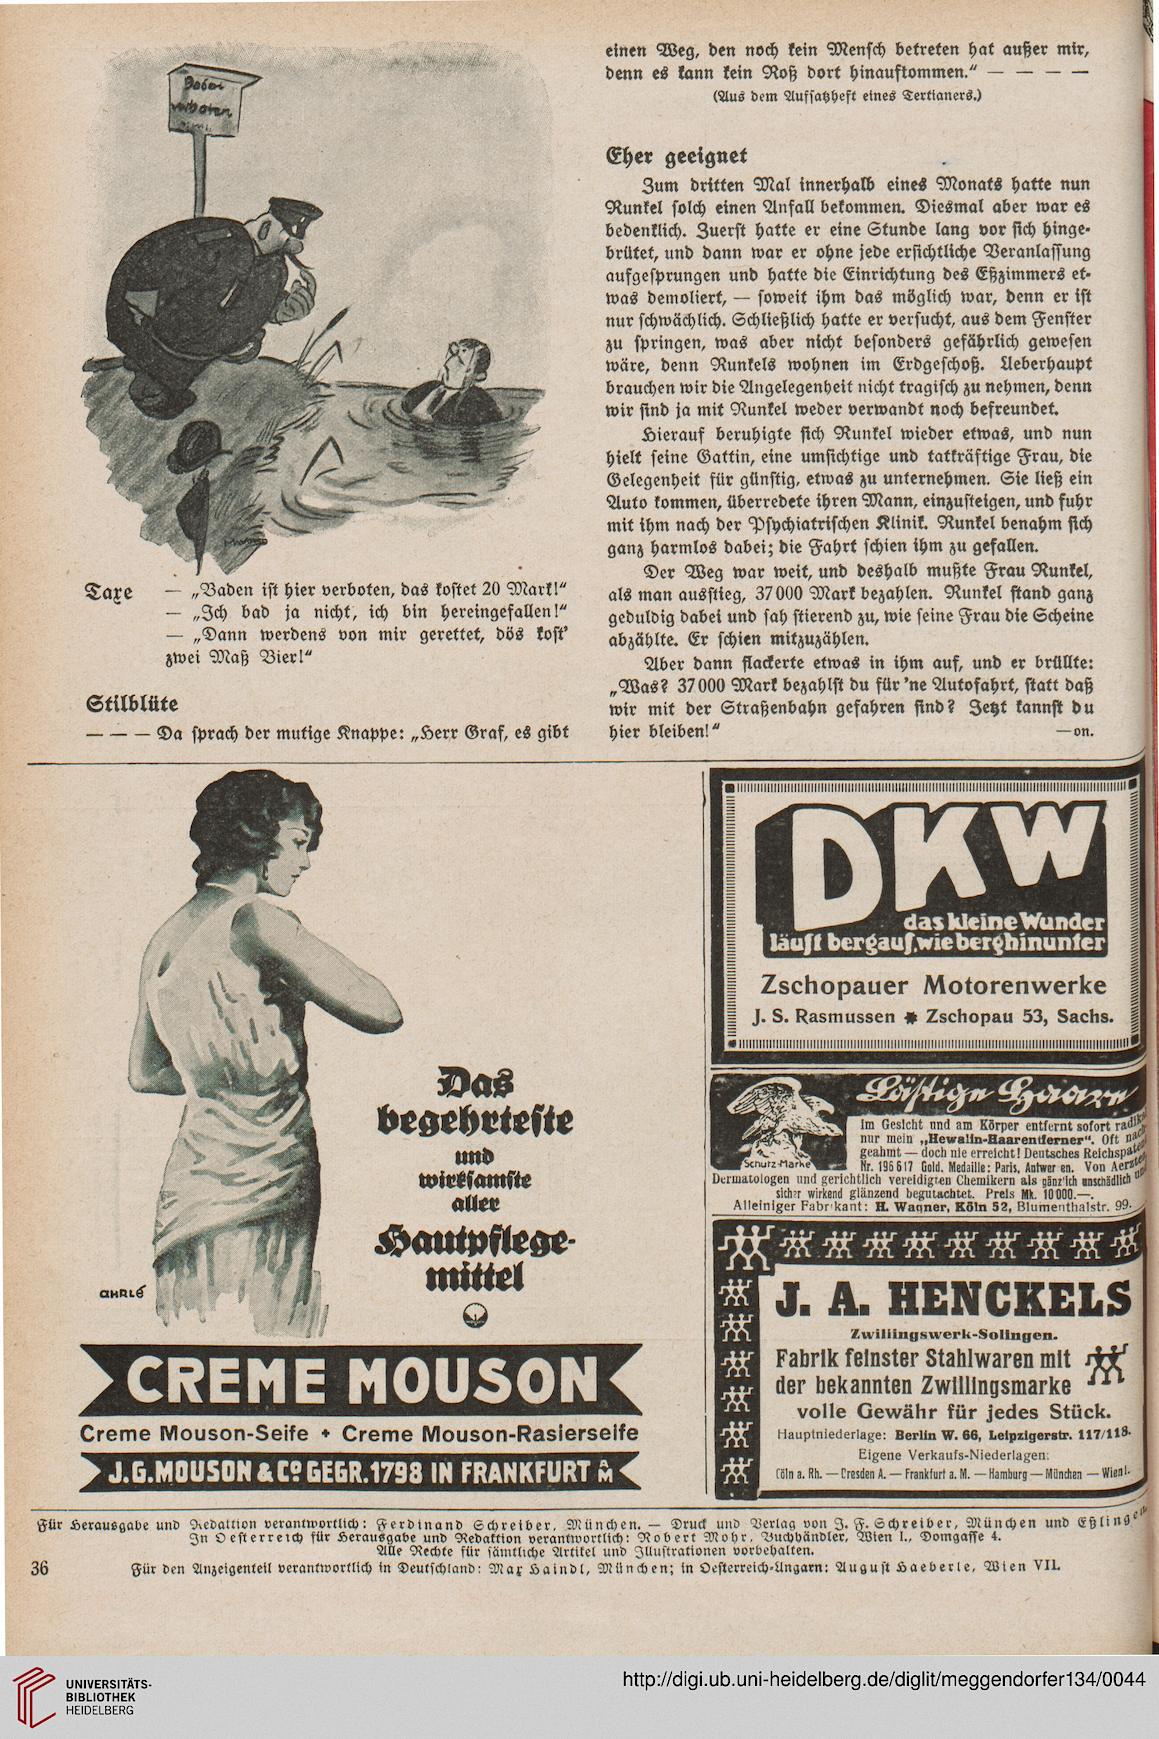 Baden
verboten
Taxe — „Baden ist hier verboten, das kostet 20 Mark!“
— „Ich bad ja nicht, ich bin hereingefallen!“
— „Dann werdens von mir gerettet, dös kost'
zwei Maß Bier!“
Stilblüte
— — — Da sprach der mutige Knappe: „Herr Graf, es gibt
einen Weg, den noch kein Mensch betreten hat außer mir,
denn es kann kein Roß dort hinaufkommen.“ — — — —
(Aus dem Aufsatzheft eines Tertianers.)
Eher geeignet
Zum dritten Mal innerhalb eines Monats hatte nun
Runkel solch einen Anfall bekommen. Diesmal aber war es
bedenklich. Zuerst hatte er eine Stunde lang vor sich hinge-
brütet, und dann war er ohne jede ersichtliche Veranlassung
aufgesprungen und hatte die Einrichtung des Eßzimmers et-
was demoliert, — soweit ihm das möglich war, denn er ist
nur schwächlich. Schließlich hatte er versucht, aus dem Fenster
zu springen, was aber nicht besonders gefährlich gewesen
wäre, denn Runkels wohnen im Erdgeschoß. Ueberhaupt
brauchen wir die Angelegenheit nicht tragisch zu nehmen, denn
wir sind ja mit Runkel weder verwandt noch befreundet.
Hierauf beruhigte sich Runkel wieder etwas, und nun
hielt seine Gattin, eine umsichtige und tatkräftige Frau, die
Gelegenheit für günstig, etwas zu unternehmen. Sie ließ ein
Auto kommen, überredete ihren Mann, einzusteigen, und fuhr
mit ihm nach der Psychiatrischen Klinik. Runkel benahm sich
ganz harmlos dabei; die Fahrt schien ihm zu gefallen.
Der Weg war weit, und deshalb mußte Frau Runkel,
als man ausstieg, 37000 Mark bezahlen. Runkel stand ganz
geduldig dabei und sah stierend zu, wie seine Frau die Scheine
abzählte. Er schien mitzuzählen.
Aber dann flackerte etwas in ihm auf, und er brüllte:
„Was? 37000 Mark bezahlst du für 'ne Autofahrt, statt daß
wir mit der Straßenbahn gefahren sind? Jetzt kannst du
hier bleiben!“ —on.
Das
begehrteste
und
wirksamste
aller
Hautpflege-
mittel
AHRLÉ
CREME MOUSON
Creme Mouson-Seife + Creme Mouson-Rasierseife
J.G.MOUSON & Co GEGR.1798 IN FRANKFURT A/M
DKW
das kleine Wunder
läuft bergauf, wie berghinunter
Zschopauer Motorenwerke
J. S. Rasmussen * Zschopau 53, Sachs.
Lästige Haare
Schutz-Marke
im Gesicht und am Körper entfernt sofort radikal
nur mein „Hewalin-Haarentferner“. Oft nach-
geahmt — doch nie erreicht! Deutsches Reichspatent
Nr. 196617 Gold. Medaille: Paris, Antwerpen. Von Aerzten
Dermatologen und gerichtlich vereidigten Chemikern als gänzlich unschädlich und
sicher wirkend glänzend begutachtet. Preis Mk. 10000.—.
Alleiniger Fabrikant: H. Wagner, Köln 52, Blumenthalstr. 99.
J. A. HENCKELS
Zwillingswerk-Solingen.
Fabrik feinster Stahlwaren mit
der bekannten Zwillingsmarke
volle Gewähr für jedes Stück.
Hauptniederlage: Berlin W. 66, Leipzigerstr. 117/118.
Eigene Verkaufs-Niederlagen:
Cöln a. Rh. — Dresden A. — Frankfurt a. M. — Hamburg — München — Wien I.
Für Herausgabe und Redaktion verantwortlich: Ferdinand Schreiber, München. — Druck und Verlag von J. F. Schreiber, München und Eßlingen.
In Oesterreich für Herausgabe und Redaktion verantwortlich: Robert Mohr, Buchhändler, Wien I., Domgasse 4.
Alle Rechte für sämtliche Artikel und Illustrationen vorbehalten.
36 Für den Anzeigenteil verantwortlich in Deutschland: Max Haindl, München; in Oesterreich-Ungarn: August Haeberle, Wien VII.
UNIVERSITÄTS-
BIBLIOTHEK
HEIDELBERG
http://digi.ub.uni-heidelberg.de/diglit/meggendorfer134/0044